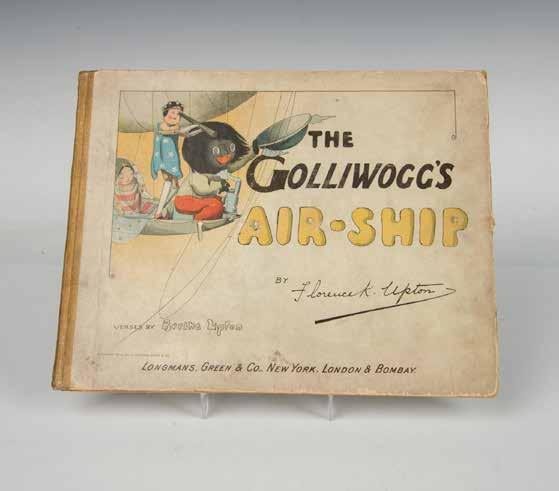 THE
GOLLIWOGG'S
AIR-SHIP
BY
Florence K. Upton
VERSES BY Bertha Upton
LONGMANS, GREEN & CO. NEW YORK, LONDON & BOMBAY.